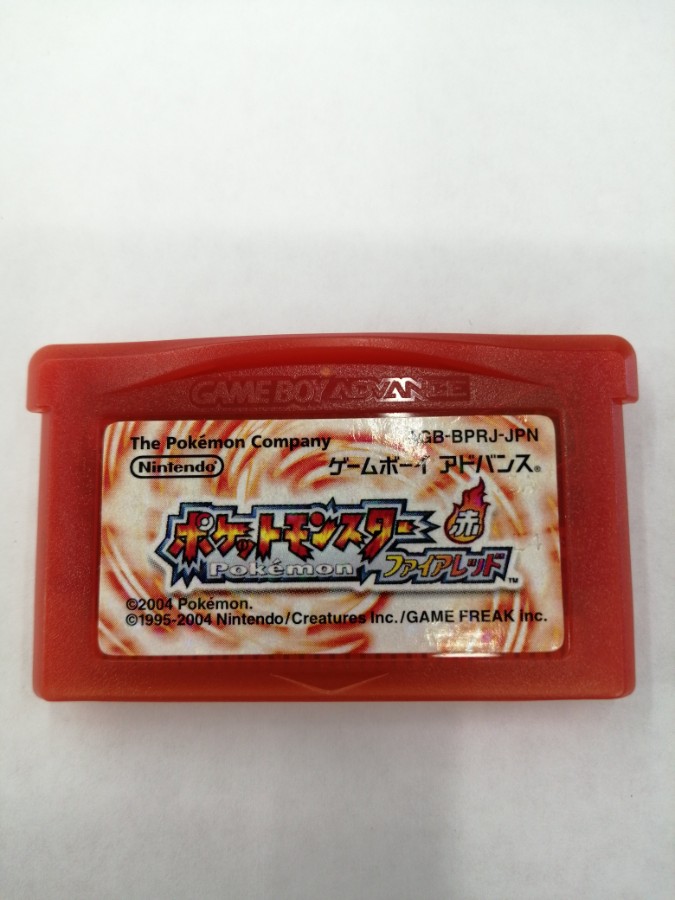 GAME BOY ADVANCE
The Pokémon Company
AGB-BPRJ-JPN
Nintendo
ゲームボーイ アドバンス®
ポケットモンスター
赤
Pokémon
ファイアレッド™
©2004 Pokémon.
©1995-2004 Nintendo/Creatures inc./GAME FREAK inc.